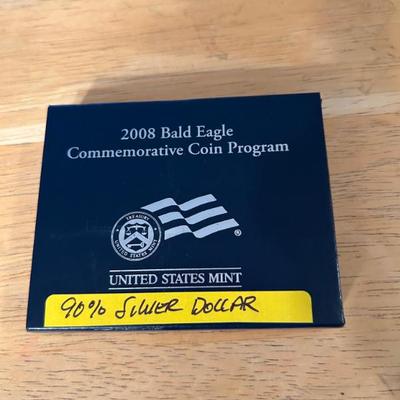 2008 Bald Eagle
Commemorative Coin Program
®
UNITED STATES MINT
90% SILVER DOLLAR